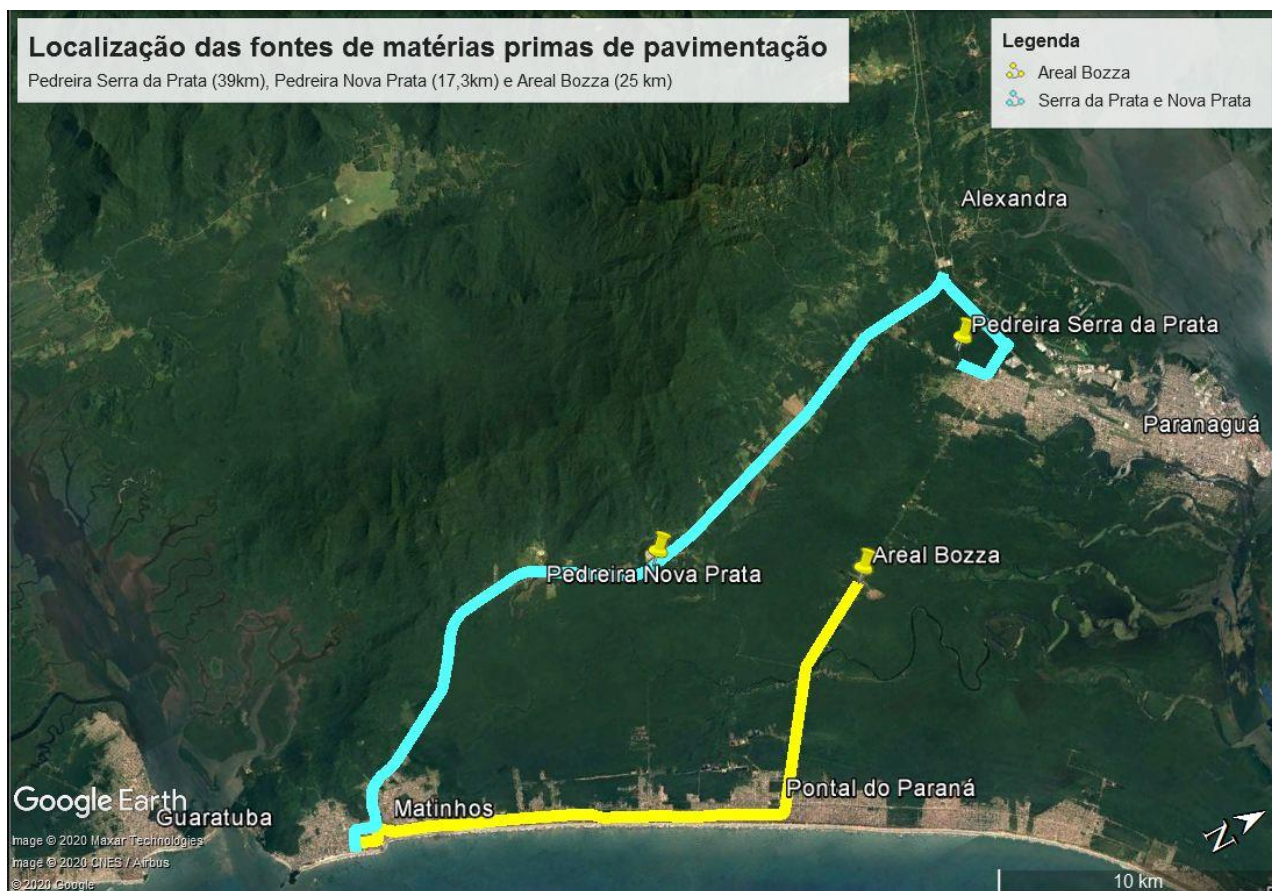 Localização das fontes de matérias primas de pavimentação
Pedreira Serra da Prata (39km), Pedreira Nova Prata (17,3km) e Areal Bozza (25 km)
Legenda
Areal Bozza
Serra da Prata e Nova Prata
Alexandra
Pedreira Serra da Prata
Paranaguá
Areal Bozza
Pedreira Nova Prata
Pontal do Paraná
Matinhos
Guaratuba
Google Earth
Image © 2020 Maxar Technologies
Image © 2020 CNES / Airbus
© 2020 Google
N
10 km